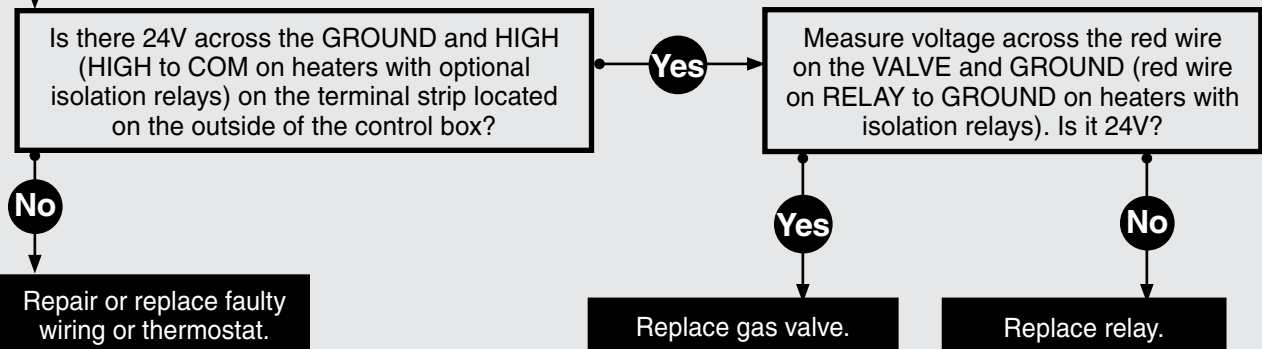 Is there 24V across the GROUND and HIGH
(HIGH to COM on heaters with optional
isolation relays) on the terminal strip located
on the outside of the control box?
Yes
Measure voltage across the red wire
on the VALVE and GROUND (red wire
on RELAY to GROUND on heaters with
isolation relays). Is it 24V?
No
Yes
No
Repair or replace faulty
wiring or thermostat.
Replace gas valve.
Replace relay.